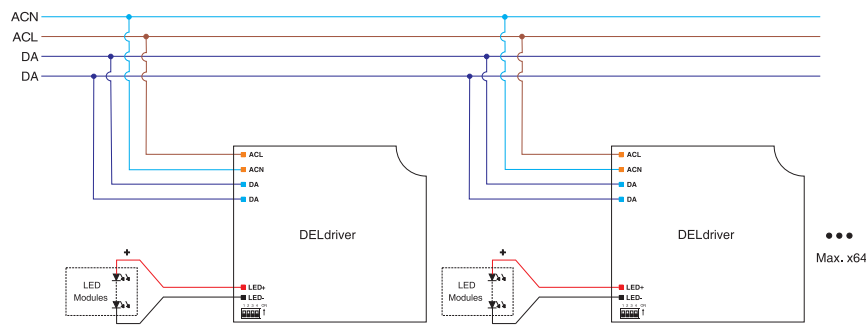 ACN
ACL
DA
DA
ACL
ACN
DA
DA
DELdriver
+
LED
Modules
LED+
LED-
1 2 3 4 ON
ACL
ACN
DA
DA
DELdriver
+
LED
Modules
LED+
LED-
1 2 3 4 ON
Max. x64